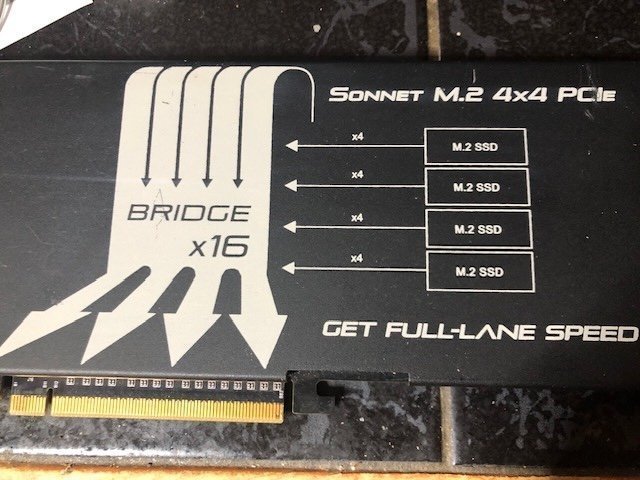 SONNET M.2 4x4 PCIe
x4
M.2 SSD
x4
M.2 SSD
x4
M.2 SSD
x4
M.2 SSD
BRIDGE
x16
GET FULL-LANE SPEED